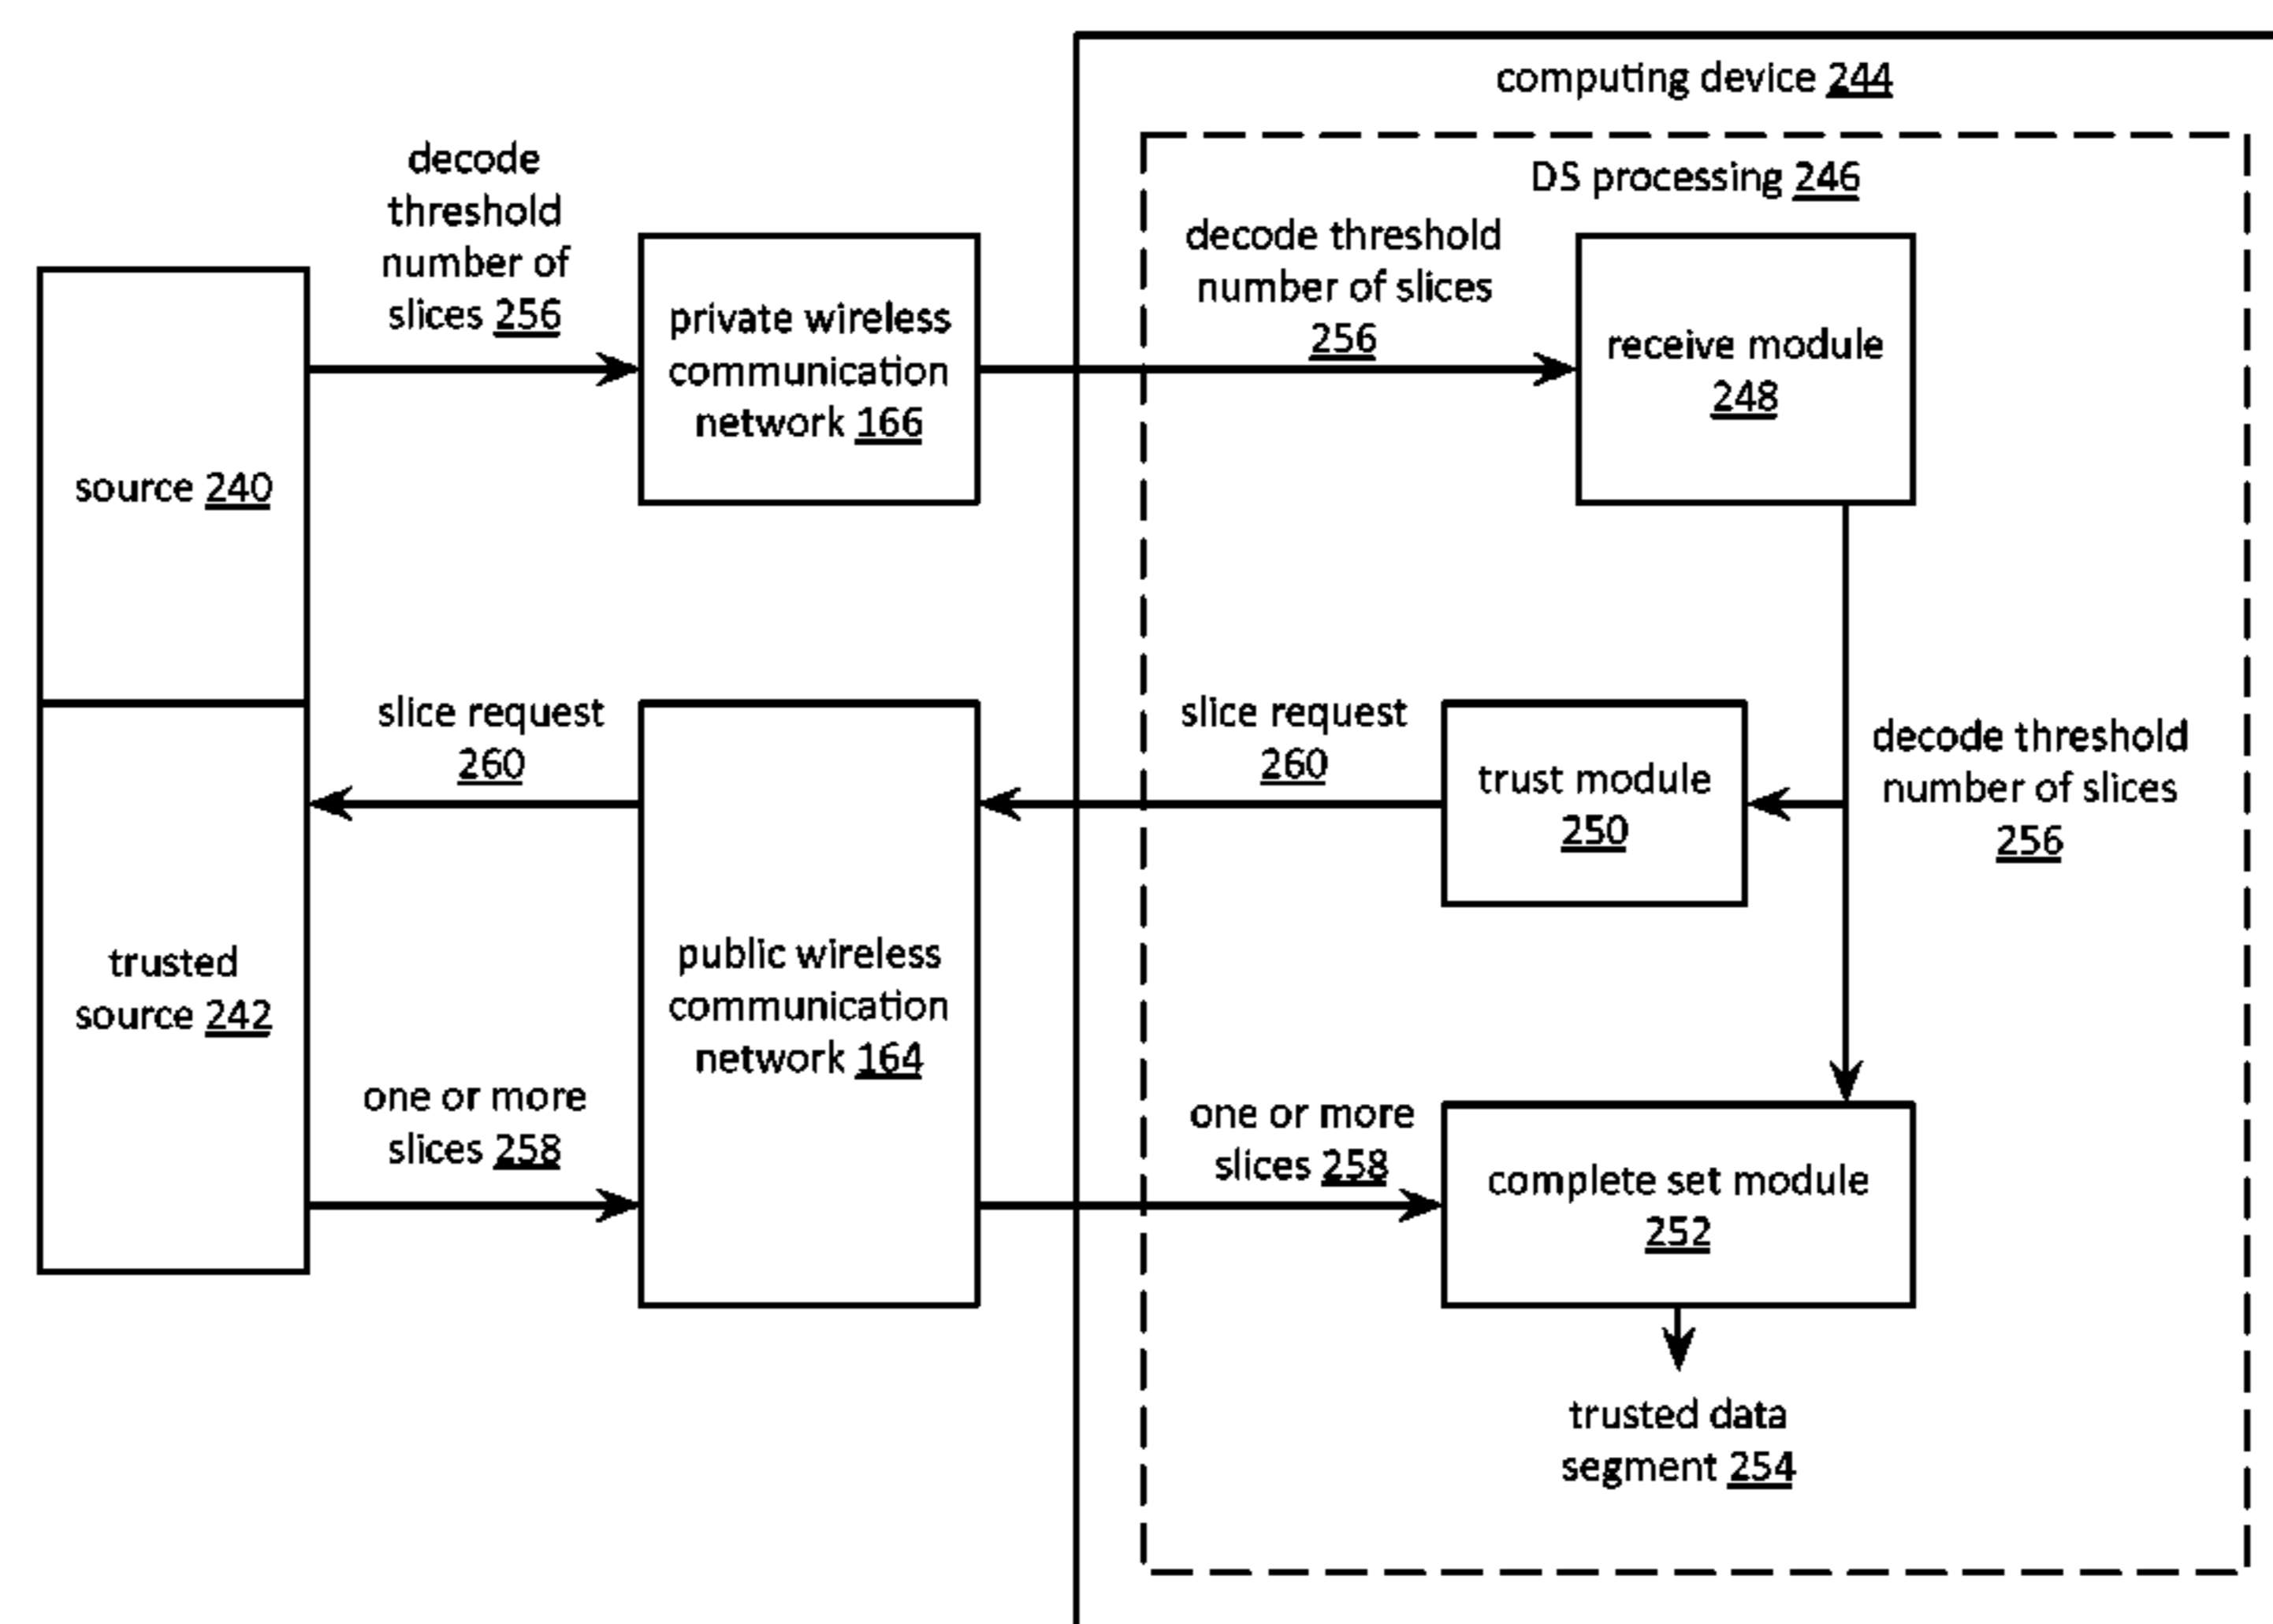 computing device 244
DS processing 246
decode
threshold
number of
slices 256
private wireless
communication
network 166
decode threshold
number of slices
256
receive module
248
source 240
slice request
260
slice request
260
trust module
250
decode threshold
number of slices
256
trusted
source 242
public wireless
communication
network 164
one or more
slices 258
one or more
slices 258
complete set module
252
trusted data
segment 254